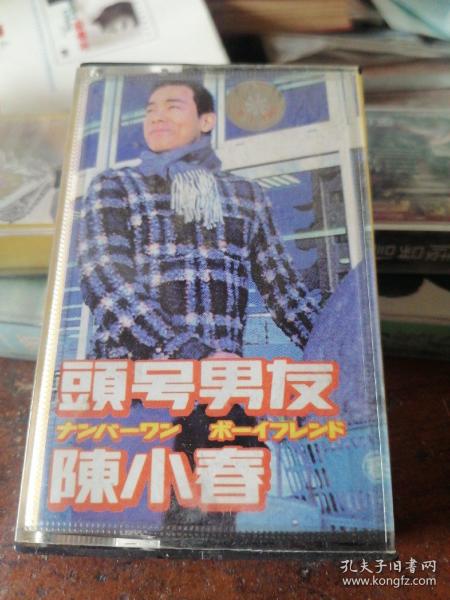 頭号男友
ナンバーワン ボーイフレンド
陳小春
孔夫子旧书网
www.kongfz.com